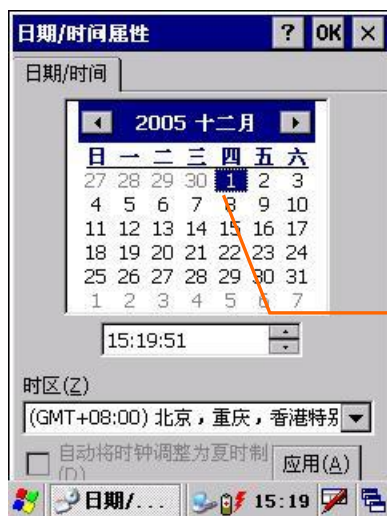 日期/时间属性 ? OK ×
日期/时间
2005 十二月
日 一 二 三 四 五 六
27 28 29 30 1 2 3
4 5 6 7 8 9 10
11 12 13 14 15 16 17
18 19 20 21 22 23 24
25 26 27 28 29 30 31
1 2 3 4 5 6 7
15:19:51
时区(Z)
(GMT+08:00) 北京，重庆，香港特别
自动将时钟调整为夏时制
(D)
应用(A)
日期/... 15:19